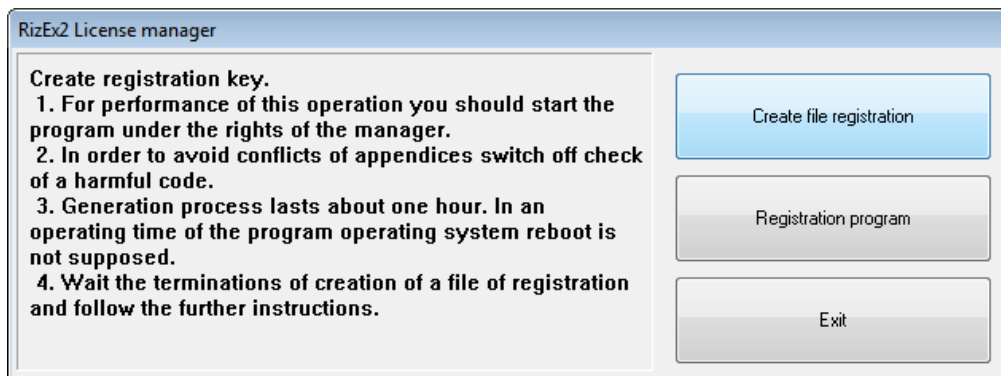 RizEx2 License manager
Create registration key.
1. For performance of this operation you should start the
program under the rights of the manager.
2. In order to avoid conflicts of appendices switch off check
of a harmful code.
3. Generation process lasts about one hour. In an
operating time of the program operating system reboot is
not supposed.
4. Wait the terminations of creation of a file of registration
and follow the further instructions.
Create file registration
Registration program
Exit